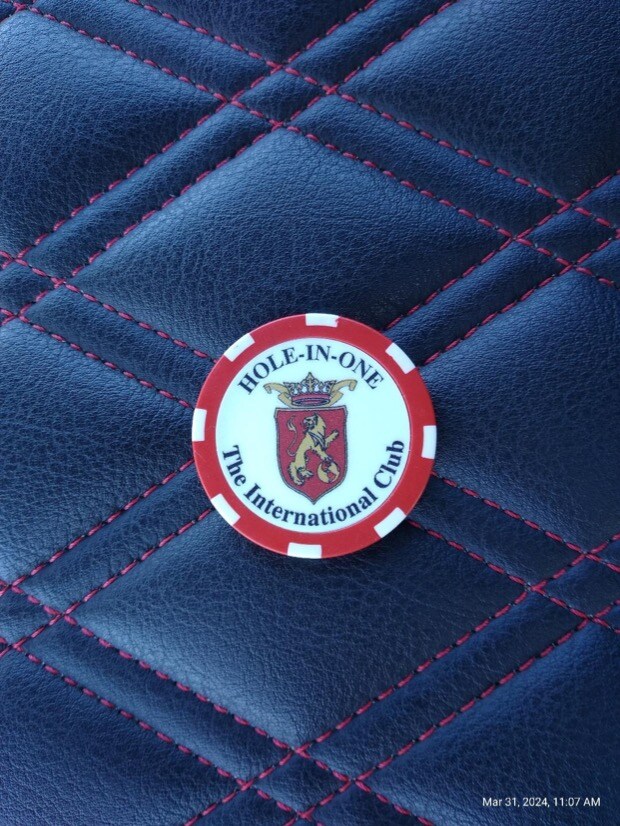 HOLE-IN-ONE
The International Club
Mar 31, 2024, 11:07 AM